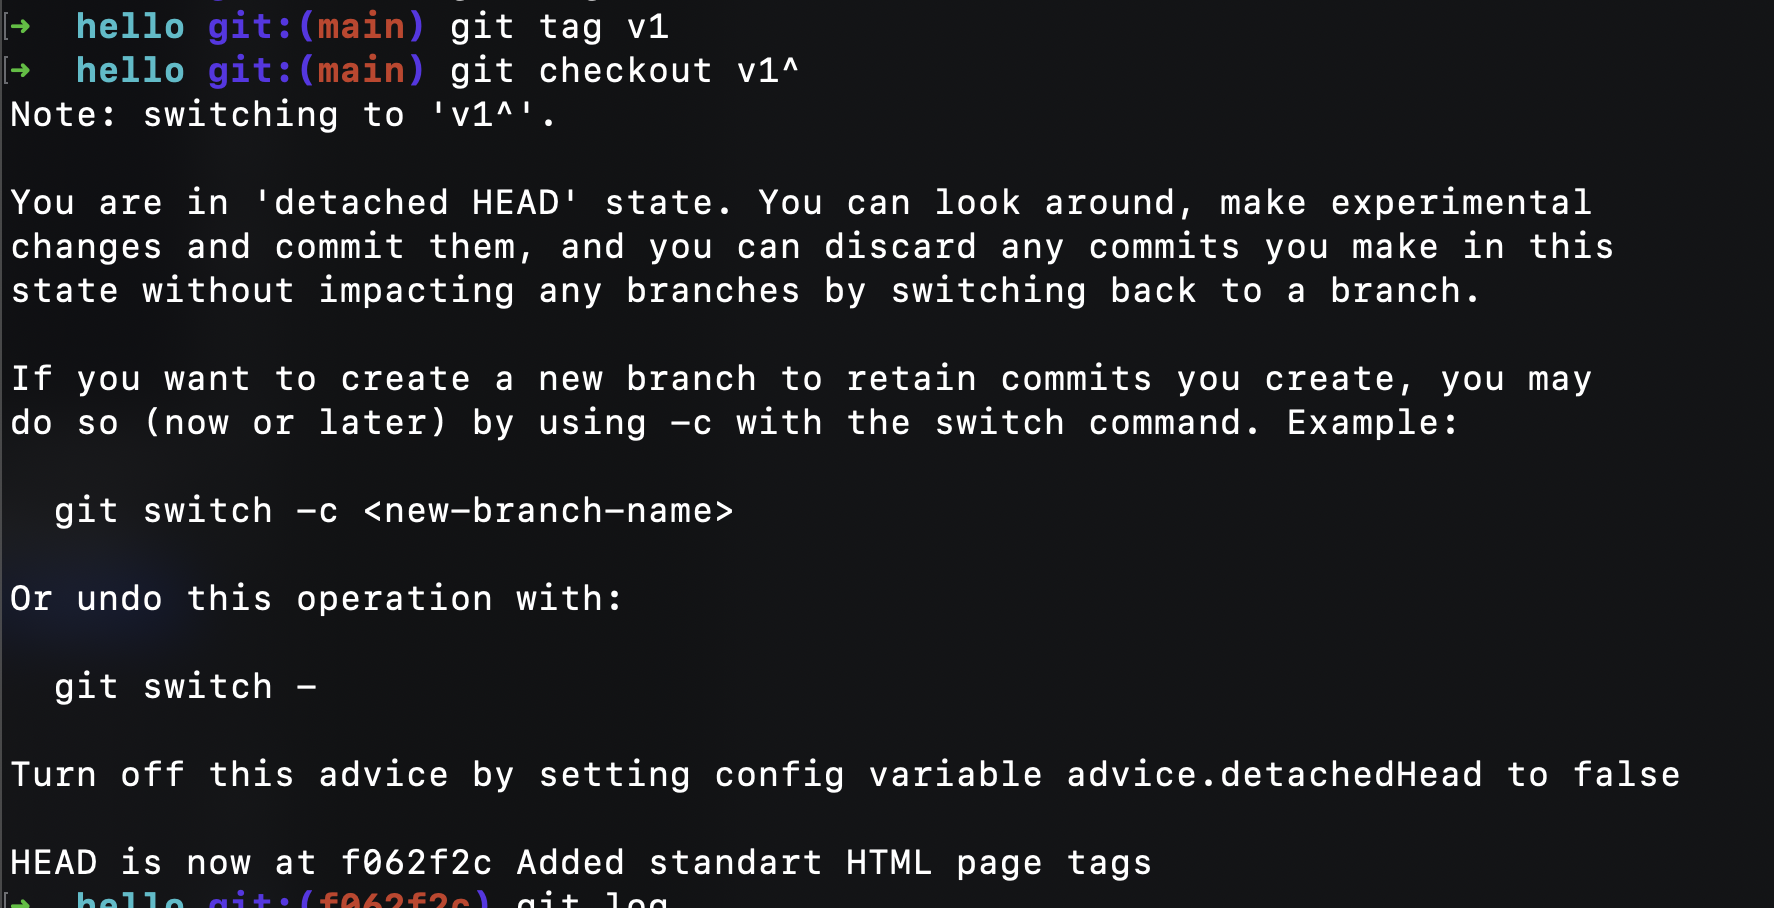 ➜ hello git:(main) git tag v1
➜ hello git:(main) git checkout v1^
Note: switching to 'v1^'.

You are in 'detached HEAD' state. You can look around, make experimental
changes and commit them, and you can discard any commits you make in this
state without impacting any branches by switching back to a branch.

If you want to create a new branch to retain commits you create, you may
do so (now or later) by using -c with the switch command. Example:

  git switch -c <new-branch-name>

Or undo this operation with:

  git switch -

Turn off this advice by setting config variable advice.detachedHead to false

HEAD is now at f062f2c Added standart HTML page tags
➜ hello git:(f062f2c) git log